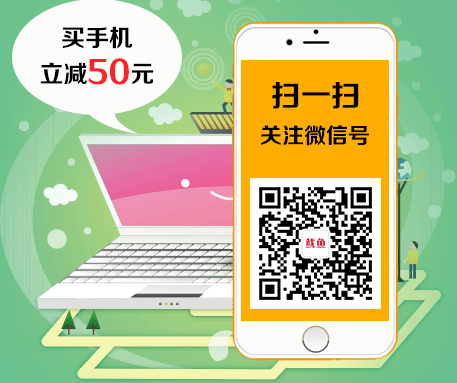 买手机
立减50元
扫一扫
关注微信号
鱿鱼